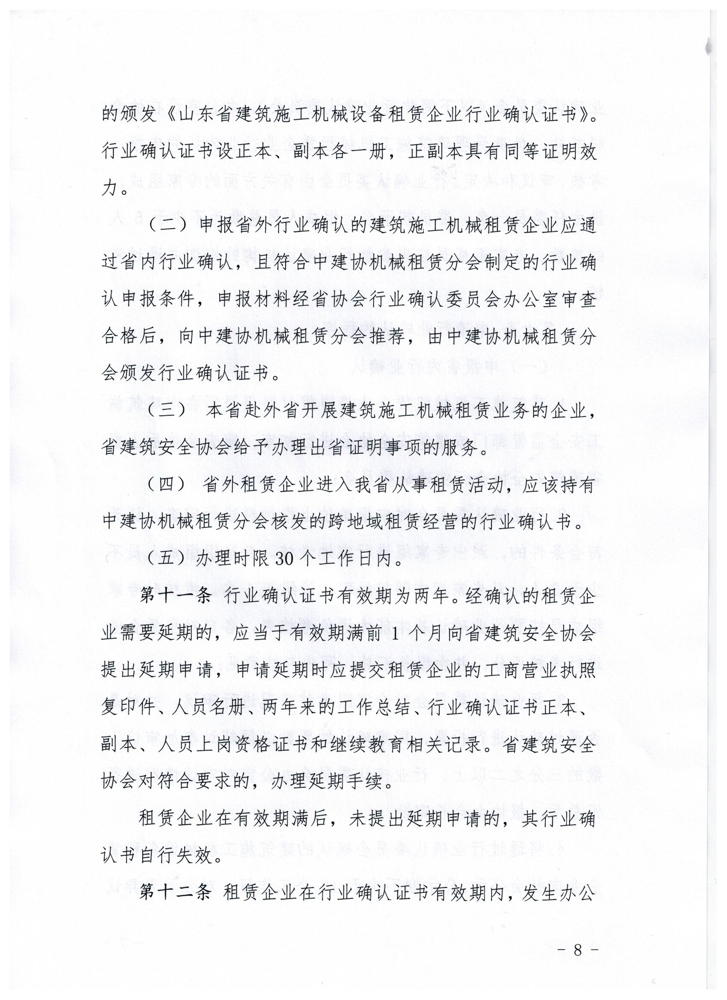 的颁发《山东省建筑施工机械设备租赁企业行业确认证书》。
行业确认证书设正本、副本各一册，正副本具有同等证明效
力。
（二）申报省外行业确认的建筑施工机械租赁企业应通
过省内行业确认，且符合中建协机械租赁分会制定的行业确
认申报条件，申报材料经省协会行业确认委员会办公室审查
合格后，向中建协机械租赁分会推荐，由中建协机械租赁分
会颁发行业确认证书。
（三） 本省赴外省开展建筑施工机械租赁业务的企业，
省建筑安全协会给予办理出省证明事项的服务。
（四） 省外租赁企业进入我省从事租赁活动，应该持有
中建协机械租赁分会核发的跨地域租赁经营的行业确认书。
（五）办理时限 30 个工作日内。
第十一条 行业确认证书有效期为两年。经确认的租赁企
业需要延期的，应当于有效期满前 1 个月向省建筑安全协会
提出延期申请，申请延期时应提交租赁企业的工商营业执照
复印件、人员名册、两年来的工作总结、行业确认证书正本、
副本、人员上岗资格证书和继续教育相关记录。省建筑安全
协会对符合要求的，办理延期手续。
租赁企业在有效期满后，未提出延期申请的，其行业确
认书自行失效。
第十二条 租赁企业在行业确认证书有效期内，发生办公
- 8 -